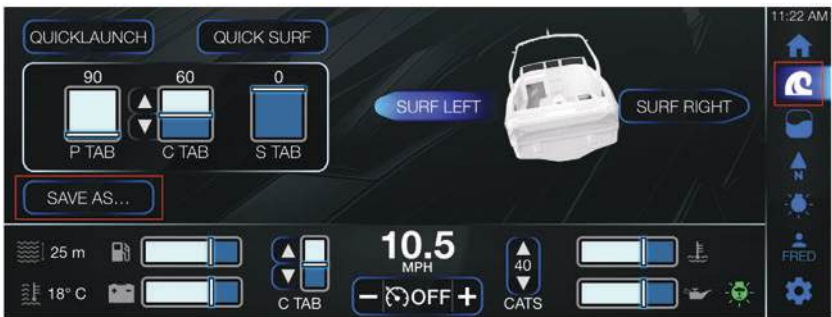 11:22 AM
QUICKLAUNCH
QUICK SURF
90 60 0
P TAB C TAB S TAB
SURF LEFT
SURF RIGHT
SAVE AS...
N
FRED
25 m
18° C
C TAB
10.5
MPH
OFF
40
CATS